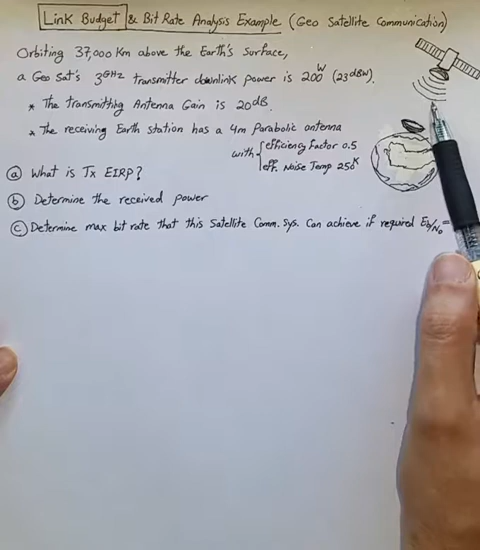 Link Budget & Bit Rate Analysis Example (Geo Satellite Communication)
Orbiting 37,000 Km above the Earth's Surface,
a Geo Sat's 3GHz transmitter downlink power is 200W (23dBW).
* The transmitting Antenna Gain is 20dB.
* The receiving Earth station has a 4m Parabolic antenna
with { efficiency factor 0.5
eff. Noise Temp 250K
(a) What is Tx EIRP?
(b) Determine the received power
(c) Determine max bit rate that this Satellite Comm. Sys. Can achieve if required Eb/No =